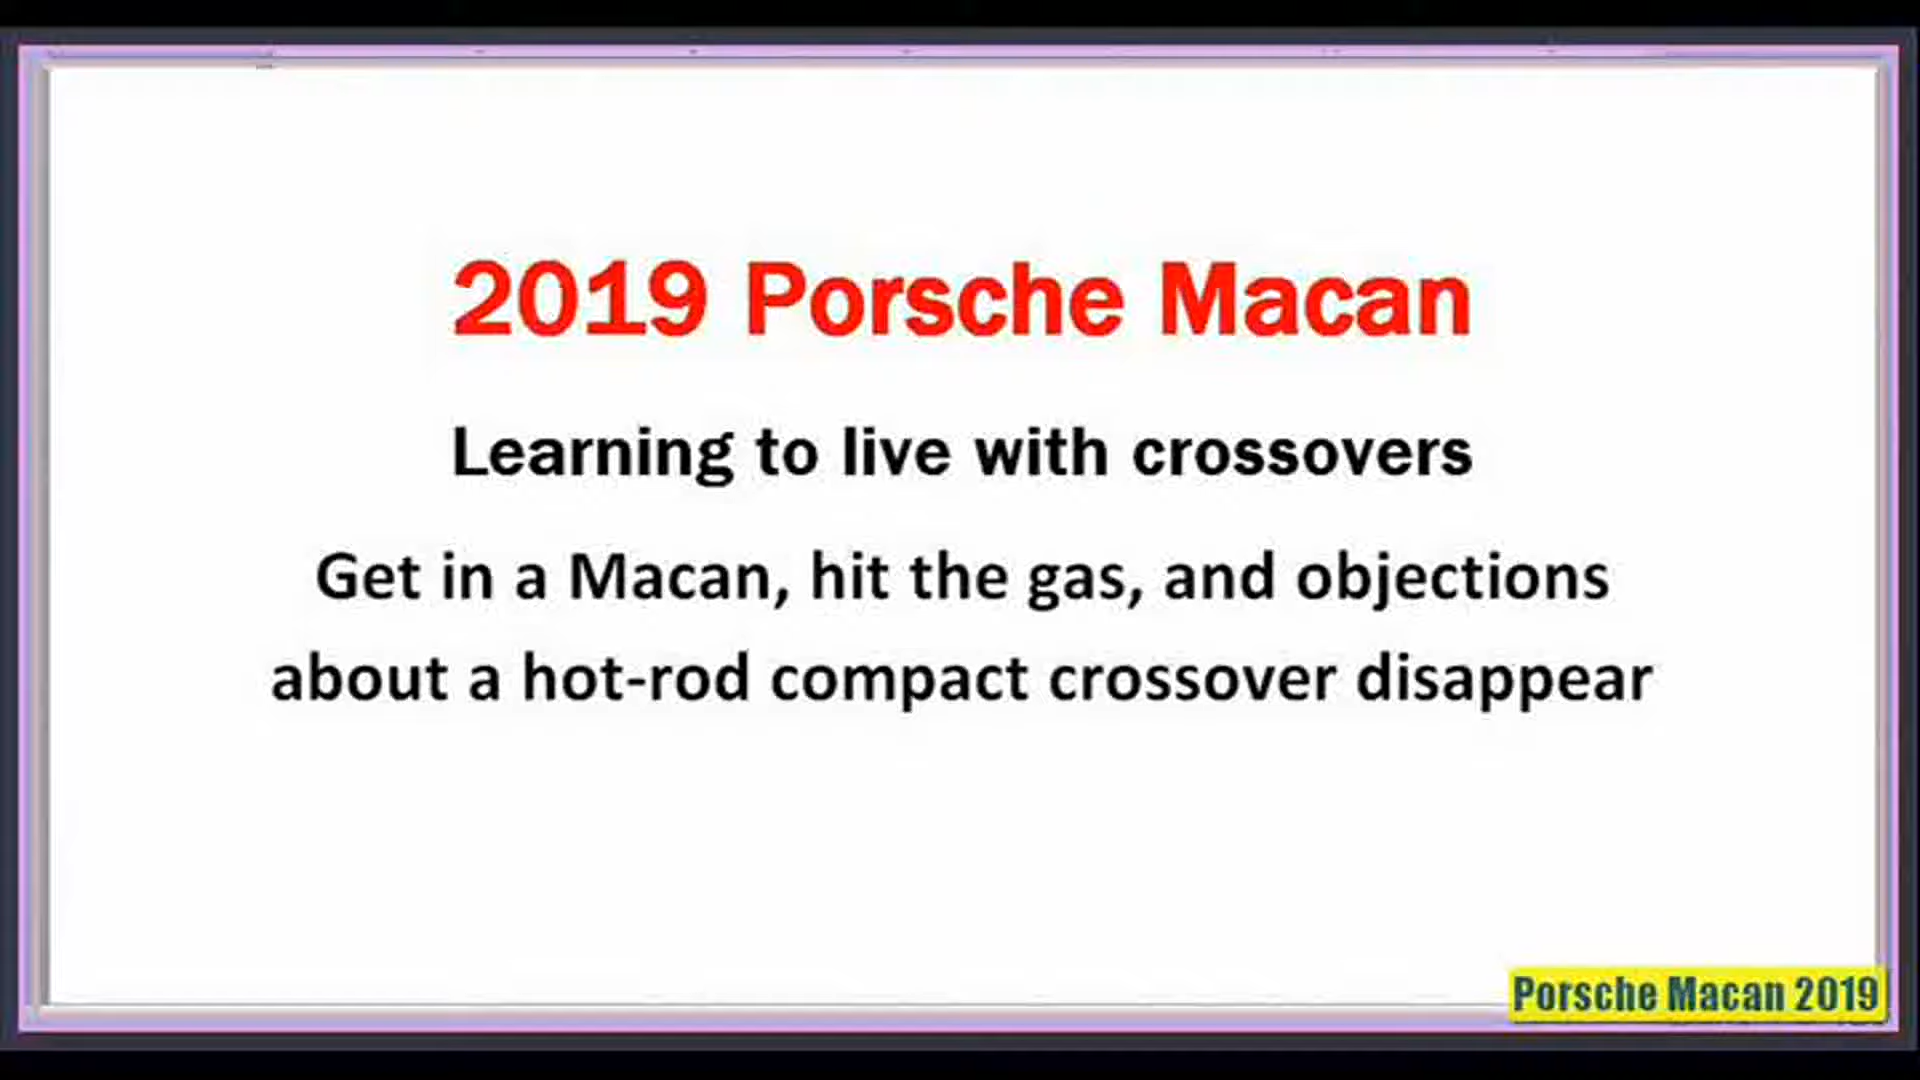 2019 Porsche Macan
Learning to live with crossovers
Get in a Macan, hit the gas, and objections
about a hot-rod compact crossover disappear
Porsche Macan 2019